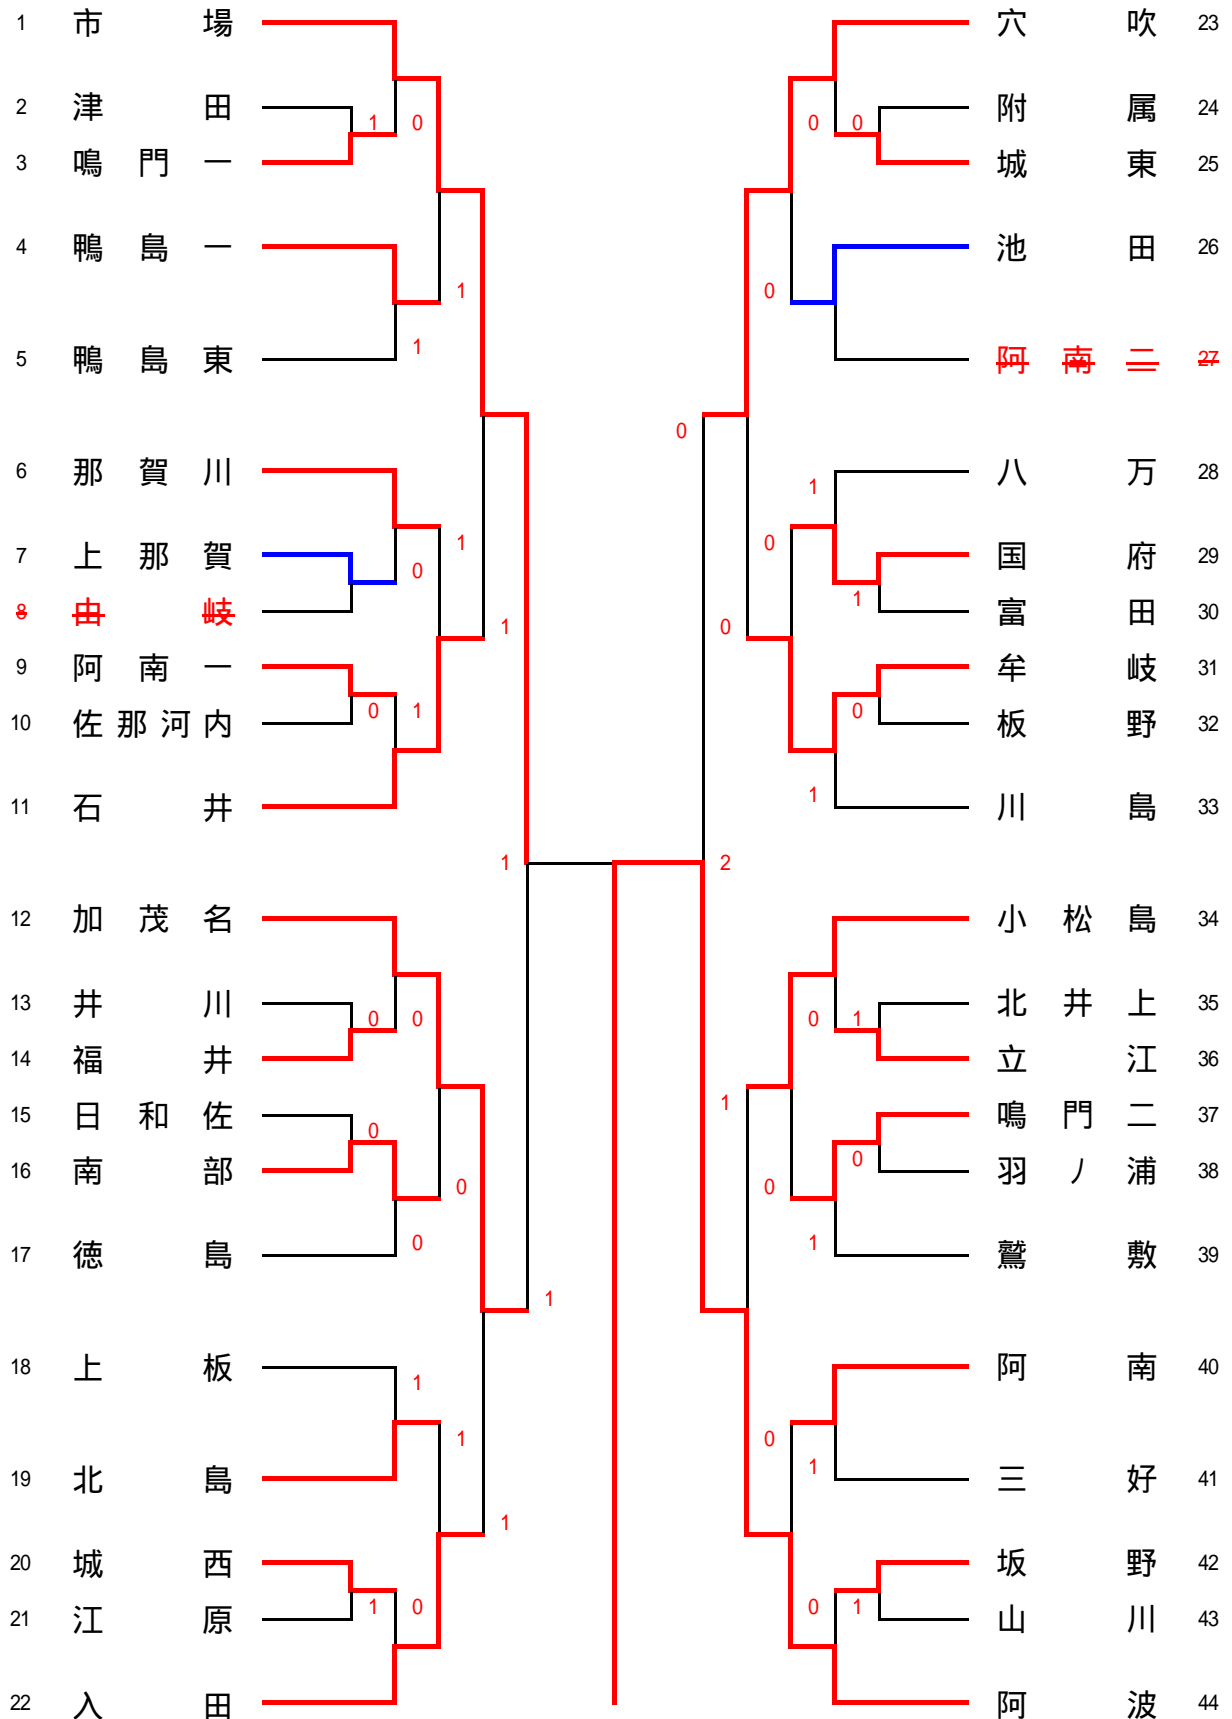 1 市場
2 津田
3 鳴門一
4 鴨島一
5 鴨島東
6 那賀川
7 上那賀
8 由岐
9 阿南一
10 佐那河内
11 石井
12 加茂名
13 井川
14 福井
15 日和佐
16 南部
17 徳島
18 上板
19 北島
20 城西
21 江原
22 入田
1 0
1
1
1
0
1
0 1
1
1
0 0
0
0
0
1
1
1
1
1 0
穴吹 23
附属 24
城東 25
池田 26
阿南二 27
八万 28
国府 29
富田 30
牟岐 31
板野 32
川島 33
小松島 34
北井上 35
立江 36
鳴門二 37
羽ノ浦 38
鷲敷 39
阿南 40
三好 41
坂野 42
山川 43
阿波 44
0 0
0
0
1
0
1
0
0
1
2
0 1
1
0
0
1
0
1
0 1